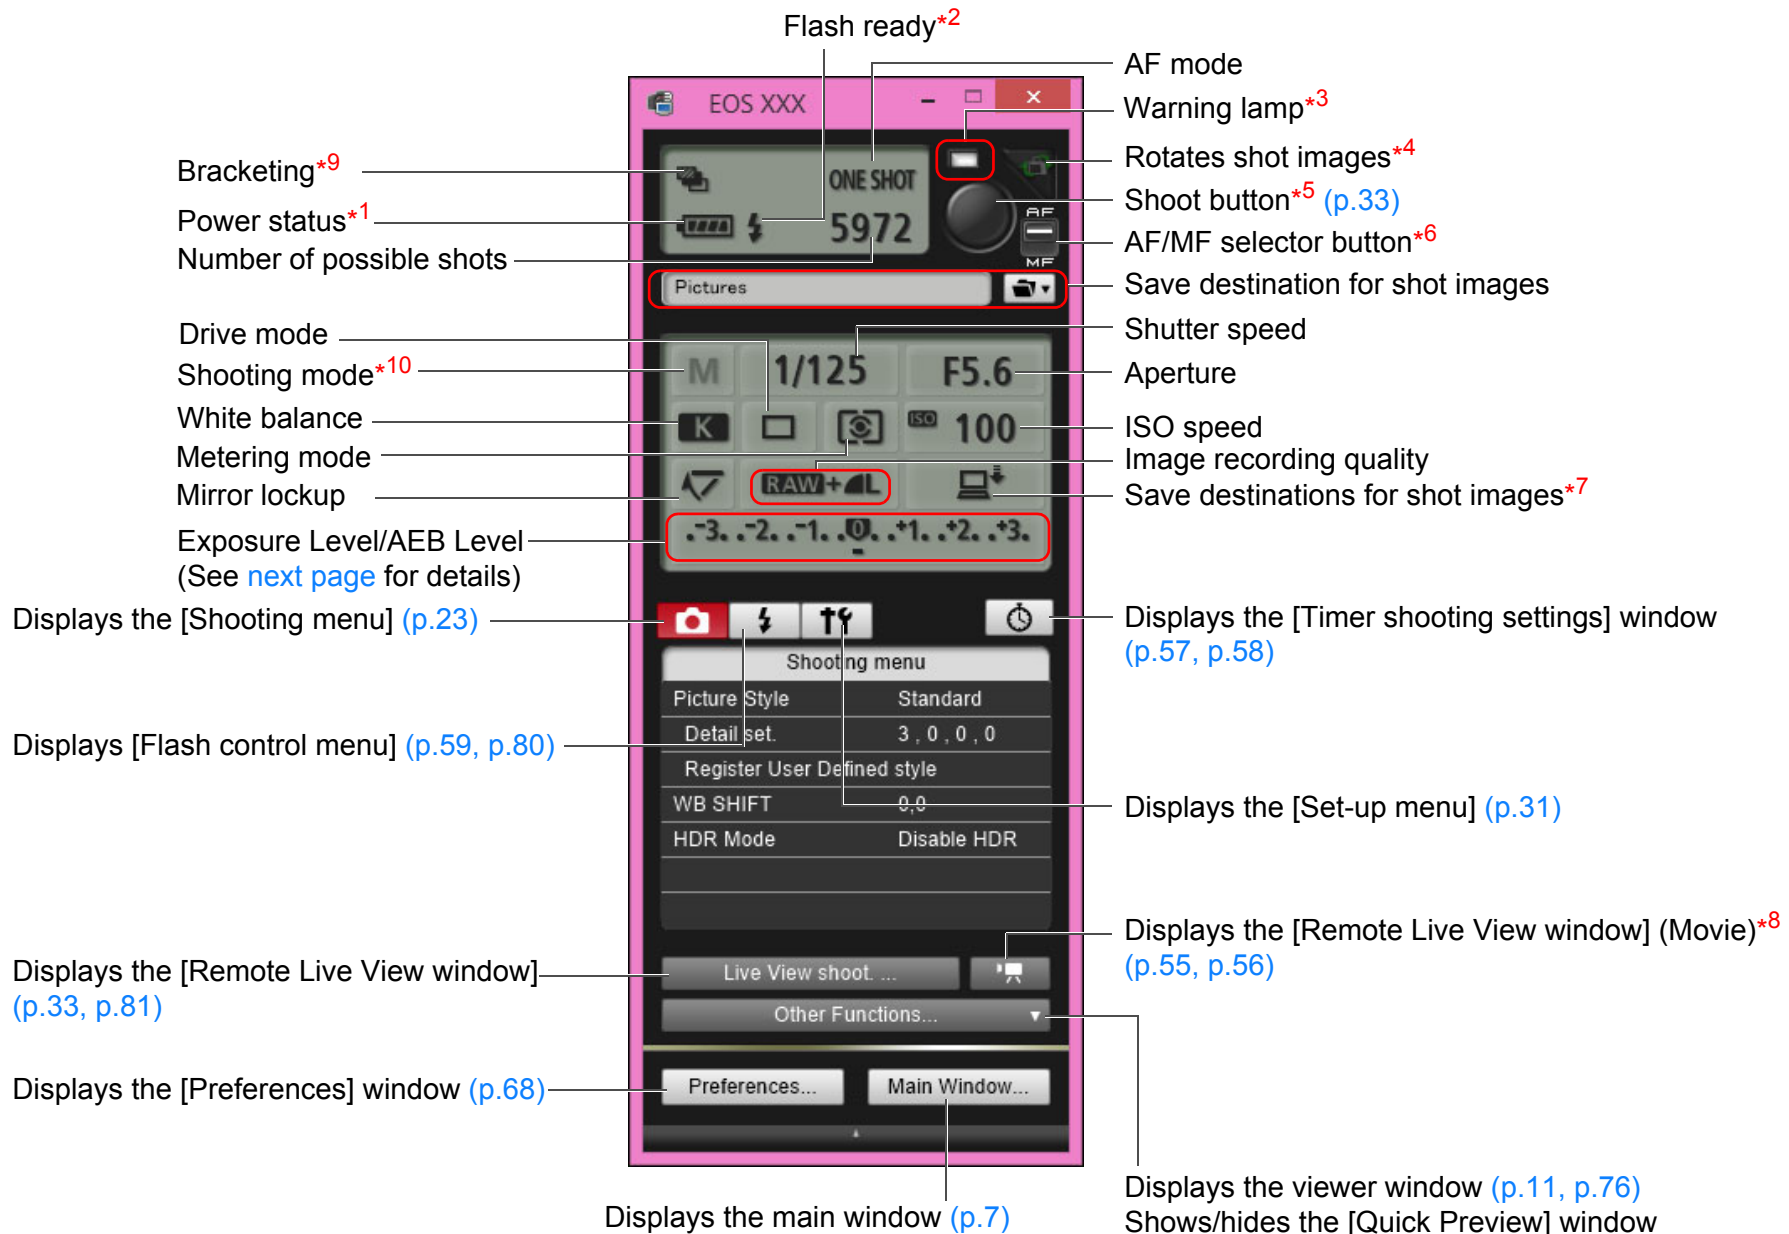 Flash ready*2
AF mode
Warning lamp*3
EOS XXX
Bracketing*9
Rotates shot images*4
ONE SHOT
Shoot button*5 (p.33)
Power status*1
5972
AF
AF/MF selector button*6
MF
Number of possible shots
Pictures
Save destination for shot images
Drive mode
Shutter speed
Shooting mode*10
M 1/125 F5.6
Aperture
White balance
K ISO 100
ISO speed
Metering mode
Image recording quality
Mirror lockup
RAW+L
Save destinations for shot images*7
Exposure Level/AEB Level
(See next page for details)
.-3. .-2. .-1. .0. .+1. .+2. .+3.
Displays the [Shooting menu] (p.23)
Displays the [Timer shooting settings] window
(p.57, p.58)
Shooting menu
Picture Style Standard
Detail set. 3 , 0 , 0 , 0
Displays [Flash control menu] (p.59, p.80)
Register User Defined style
WB SHIFT 0,0
Displays the [Set-up menu] (p.31)
HDR Mode Disable HDR
Displays the [Remote Live View window] (Movie)*8
(p.55, p.56)
Displays the [Remote Live View window]
(p.33, p.81)
Live View shoot. ...
Other Functions...
Displays the [Preferences] window (p.68)
Preferences... Main Window...
Displays the main window (p.7)
Displays the viewer window (p.11, p.76)
Shows/hides the [Quick Preview] window